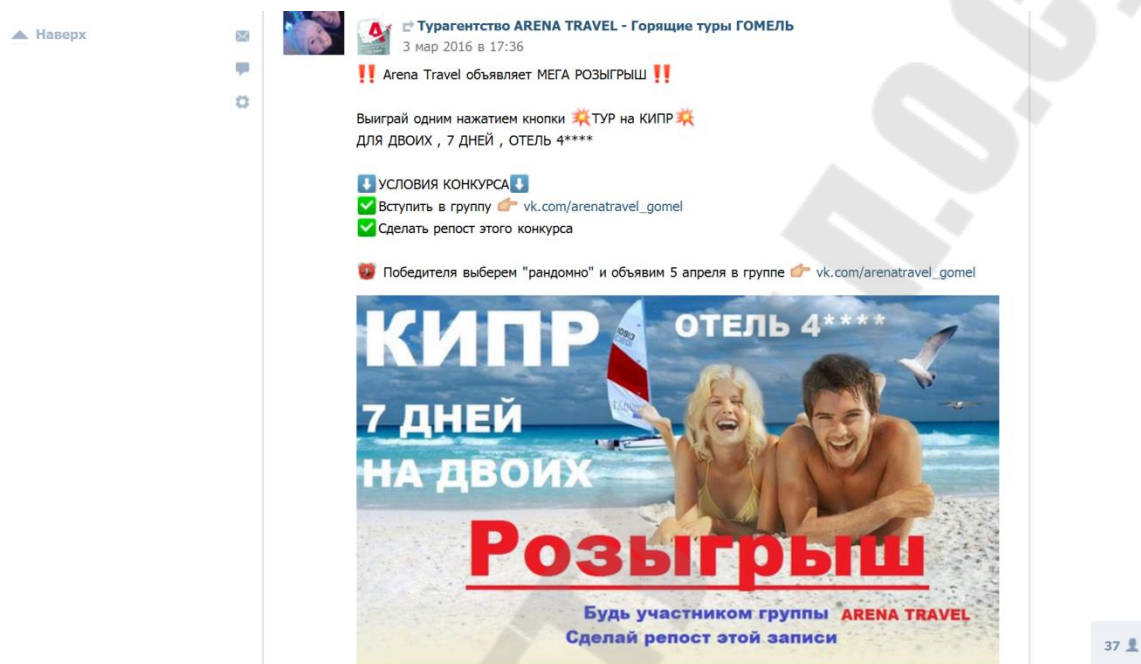 Наверх
Турагентство ARENA TRAVEL - Горящие туры ГОМЕЛЬ
3 мар 2016 в 17:36
‼ Arena Travel объявляет МЕГА РОЗЫГРЫШ ‼
Выиграй одним нажатием кнопки 💥ТУР на КИПР💥
ДЛЯ ДВОИХ , 7 ДНЕЙ , ОТЕЛЬ 4****
⬇УСЛОВИЯ КОНКУРСА⬇
✅Вступить в группу 👉 vk.com/arenatravel_gomel
✅Сделать репост этого конкурса
⏰ Победителя выберем "рандомно" и объявим 5 апреля в группе 👉 vk.com/arenatravel_gomel
КИПР
ОТЕЛЬ 4****
7 ДНЕЙ
НА ДВОИХ
Розыгрыш
Будь участником группы ARENA TRAVEL
Сделай репост этой записи
37